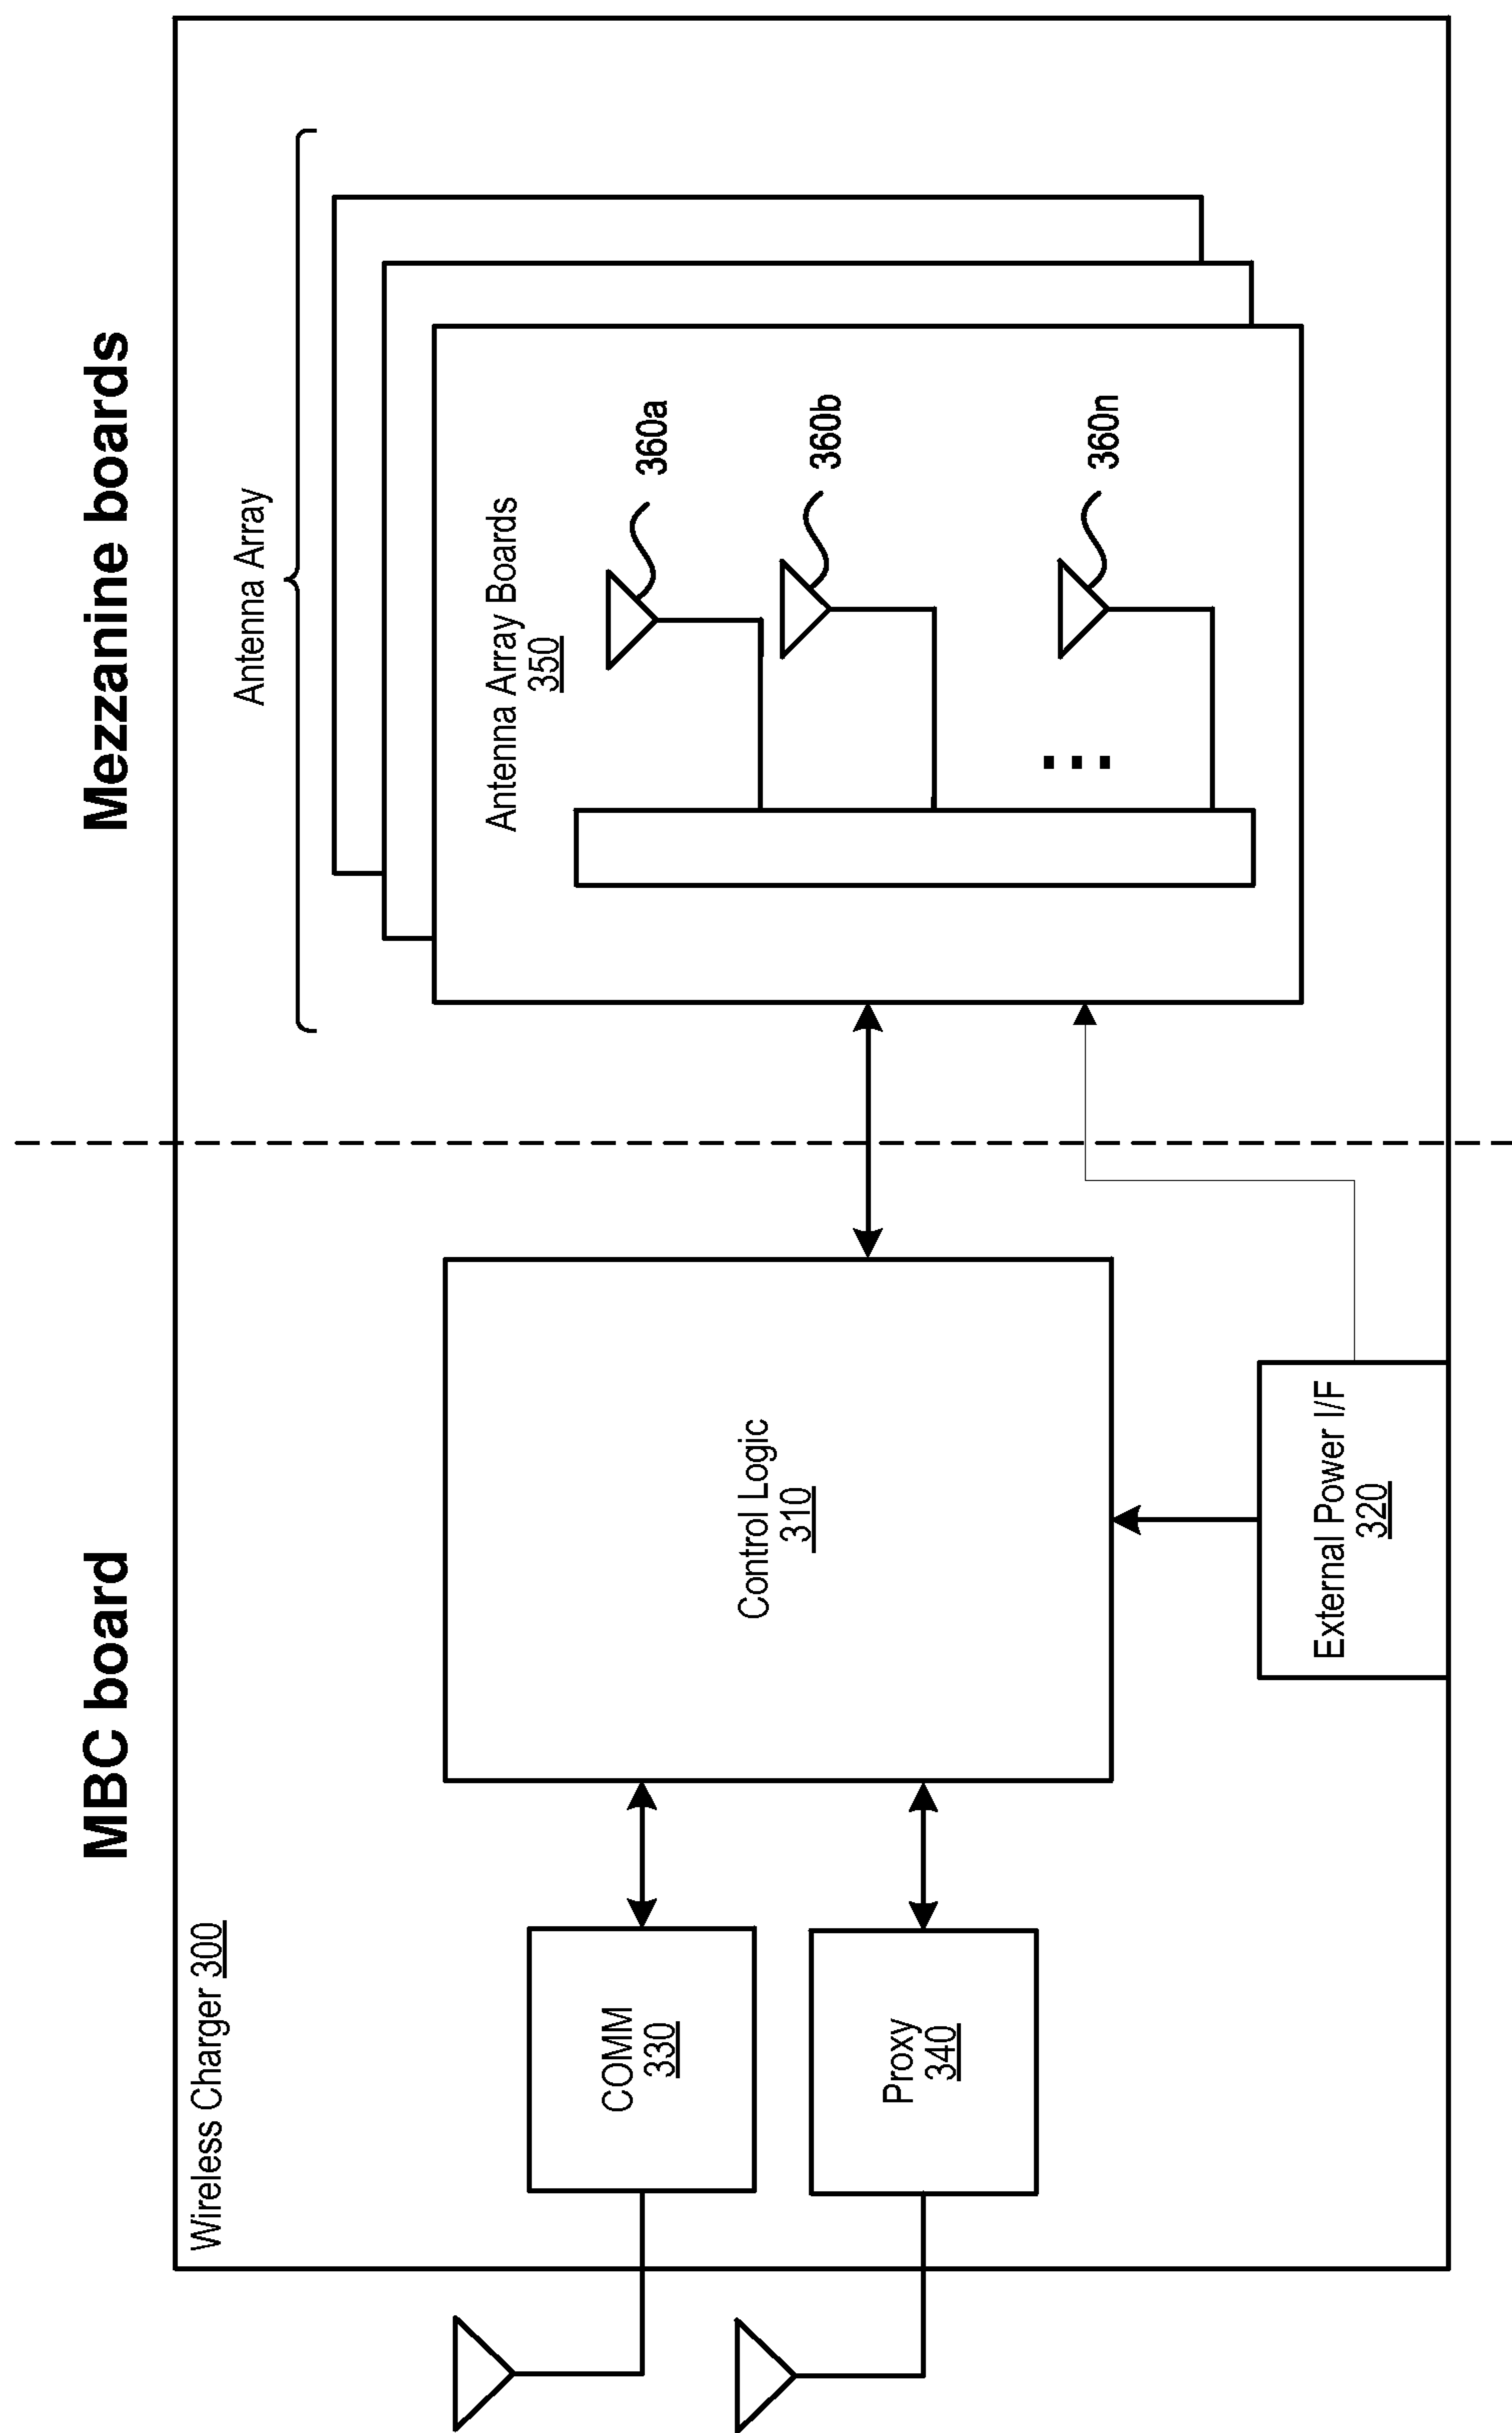 MBC board
Mezzanine boards
Wireless Charger 300
Antenna Array
COMM
330
Proxy
340
Control Logic
310
External Power I/F
320
Antenna Array Boards
350
360a
360b
...
360n